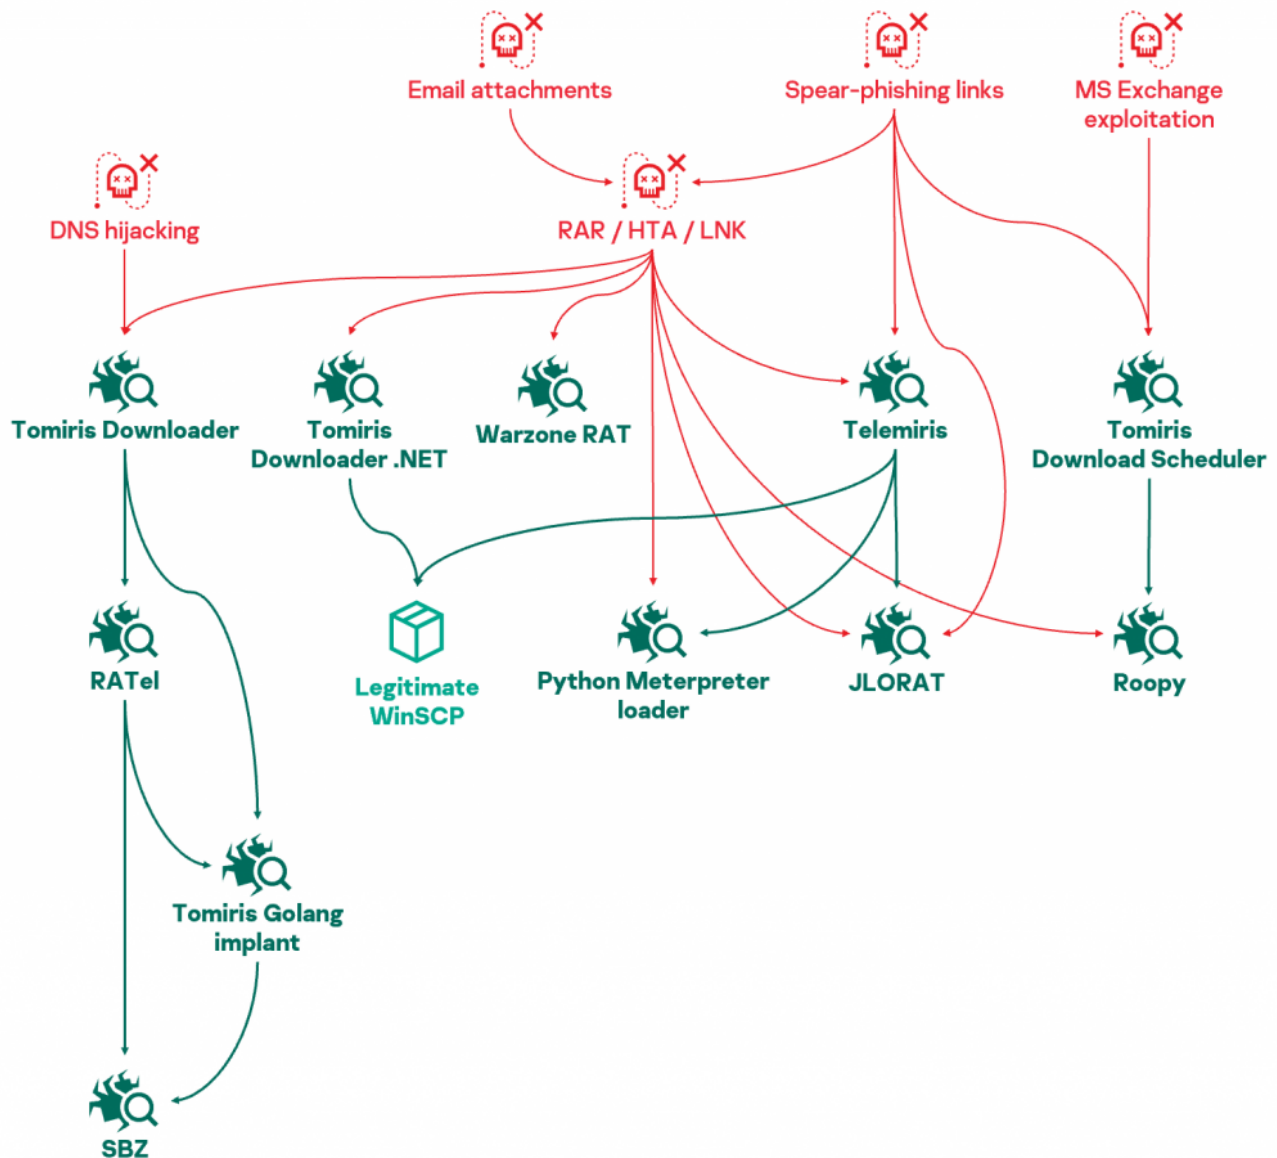 Email attachments
Spear-phishing links
MS Exchange
exploitation
DNS hijacking
RAR / HTA / LNK
Tomiris Downloader
Tomiris
Downloader .NET
Warzone RAT
Telemiris
Tomiris
Download Scheduler
RATel
Legitimate
WinSCP
Python Meterpreter
loader
JLORAT
Roopy
Tomiris Golang
implant
SBZ